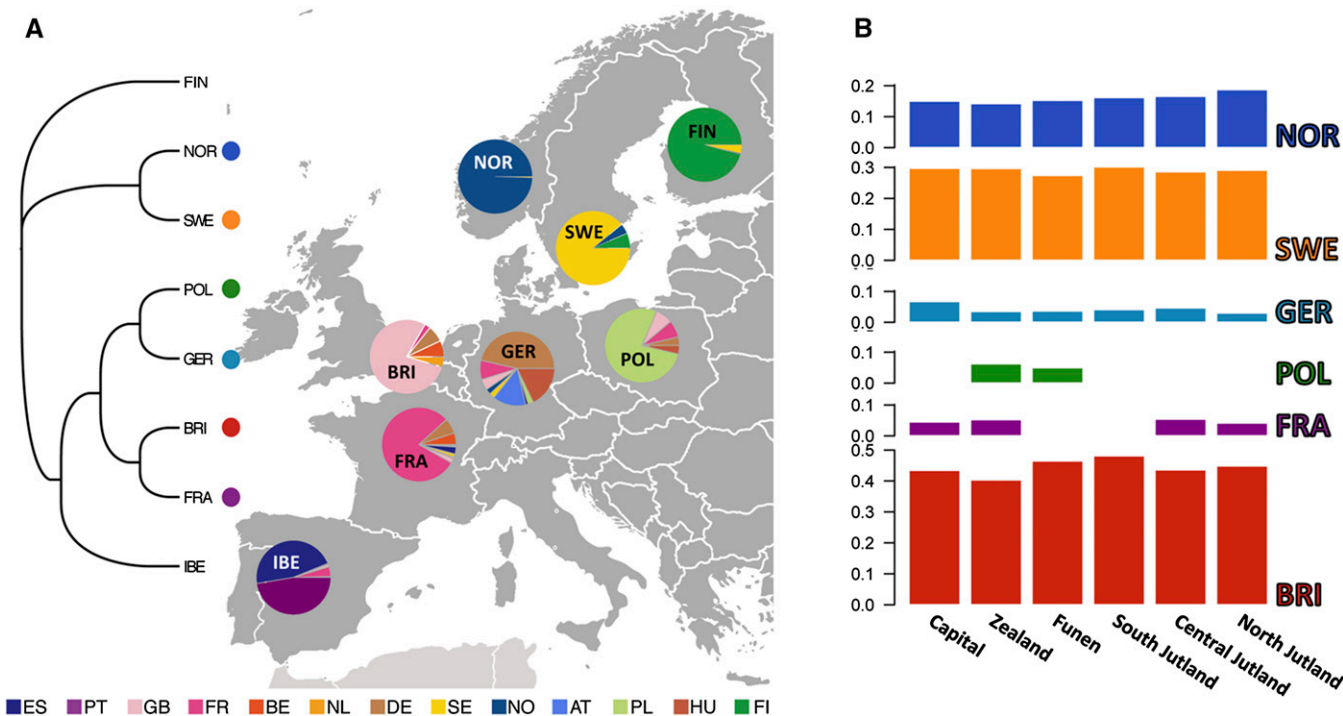 A
FIN
NOR
SWE
POL
GER
BRI
FRA
IBE
FIN
NOR
SWE
BRI
GER
POL
FRA
IBE
ES PT GB FR BE NL DE SE NO AT PL HU FI
B
0.2
0.1
0.0
NOR
0.3
0.2
0.1
0.0
SWE
0.1
0.0
GER
0.1
0.0
POL
0.1
0.0
FRA
0.5
0.4
0.3
0.2
0.1
0.0
BRI
Capital Zealand Funen South Jutland Central Jutland North Jutland